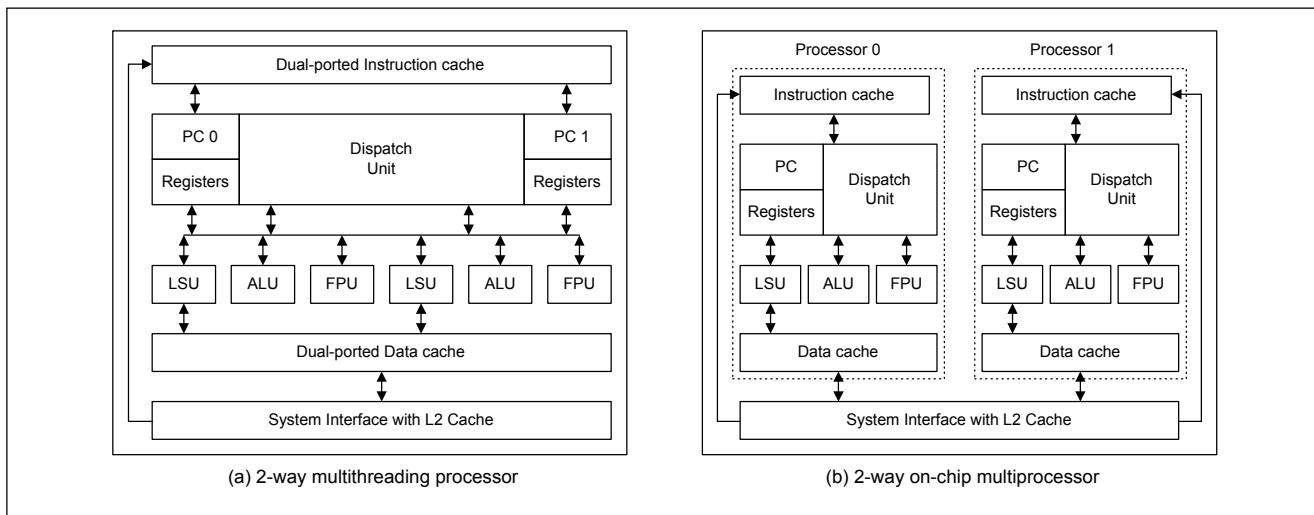 Dual-ported Instruction cache
PC 0
Dispatch
Unit
PC 1
Registers
Registers
LSU
ALU
FPU
LSU
ALU
FPU
Dual-ported Data cache
System Interface with L2 Cache
(a) 2-way multithreading processor
Processor 0
Processor 1
Instruction cache
Instruction cache
PC
Registers
Dispatch
Unit
PC
Registers
Dispatch
Unit
LSU
ALU
FPU
LSU
ALU
FPU
Data cache
Data cache
System Interface with L2 Cache
(b) 2-way on-chip multiprocessor